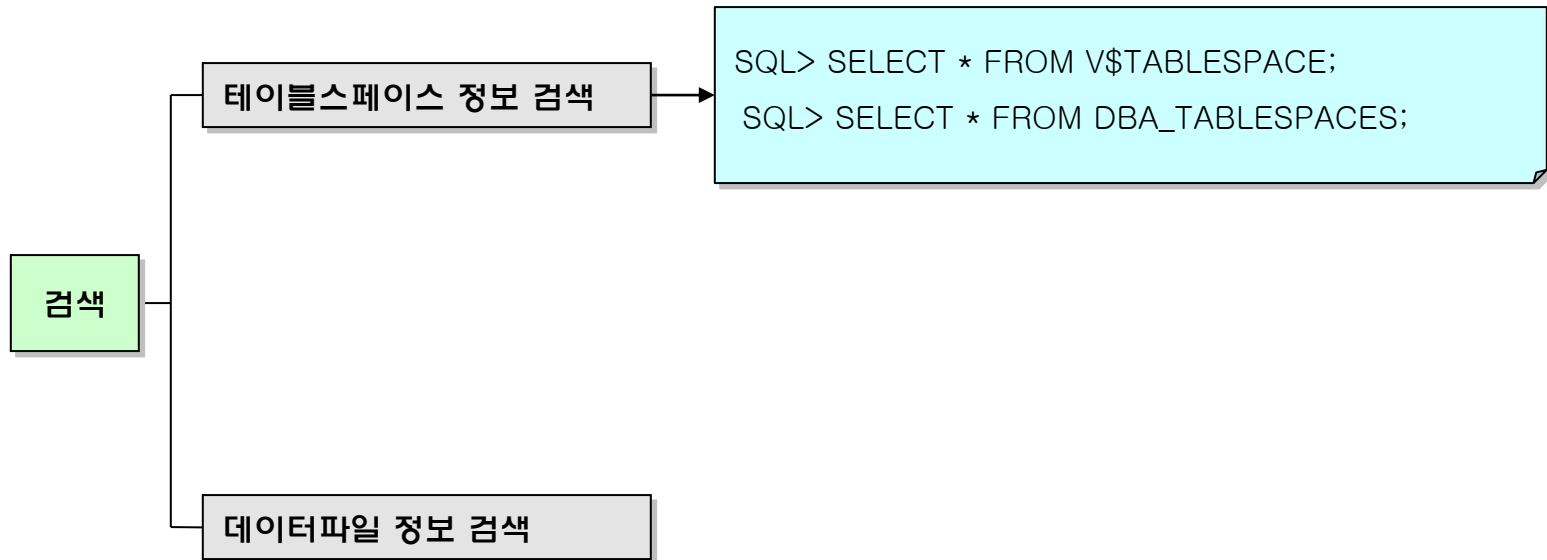 SQL> SELECT * FROM V$TABLESPACE;
테이블스페이스 정보 검색
SQL> SELECT * FROM DBA_TABLESPACES;
검색
데이터파일 정보 검색